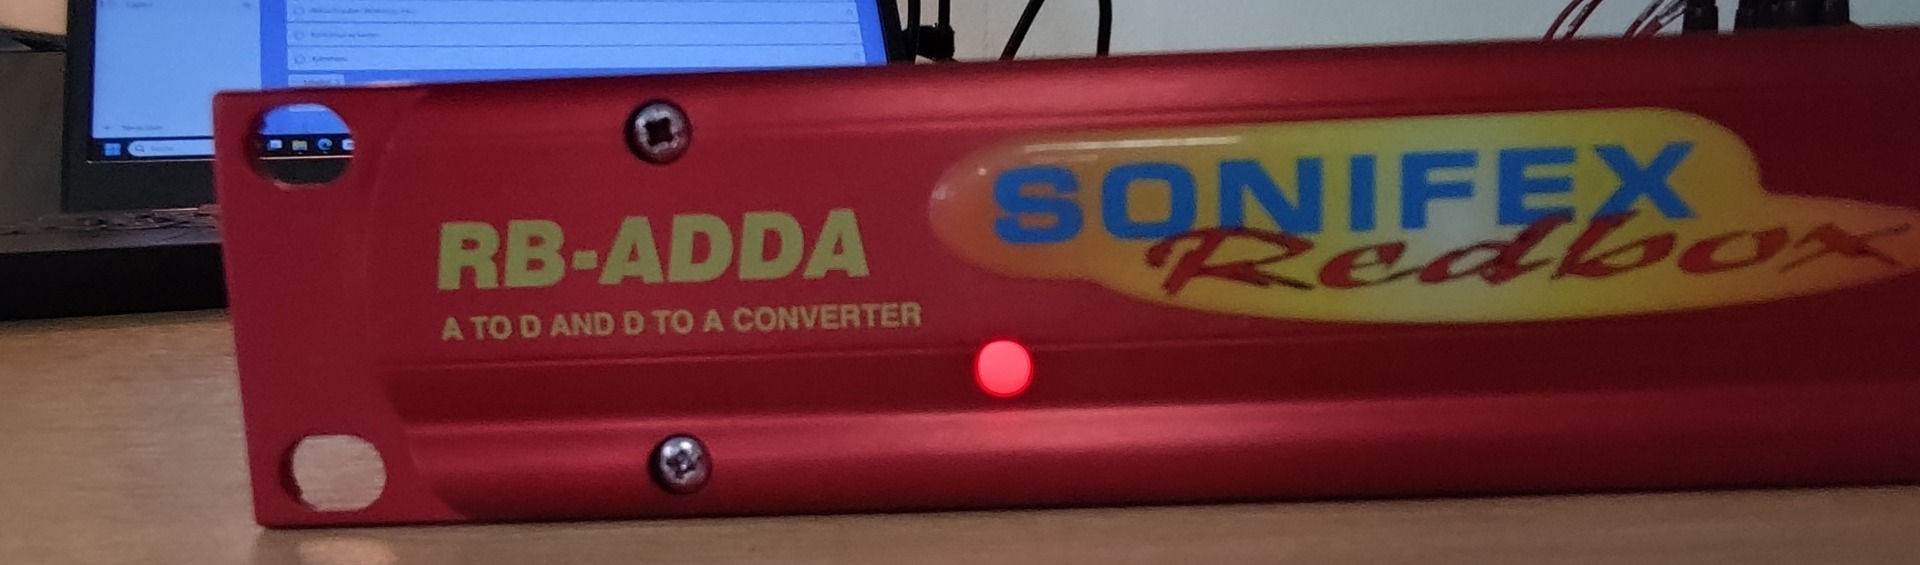 RB-ADDA
A TO D AND D TO A CONVERTER
SONIFEX
Redbox